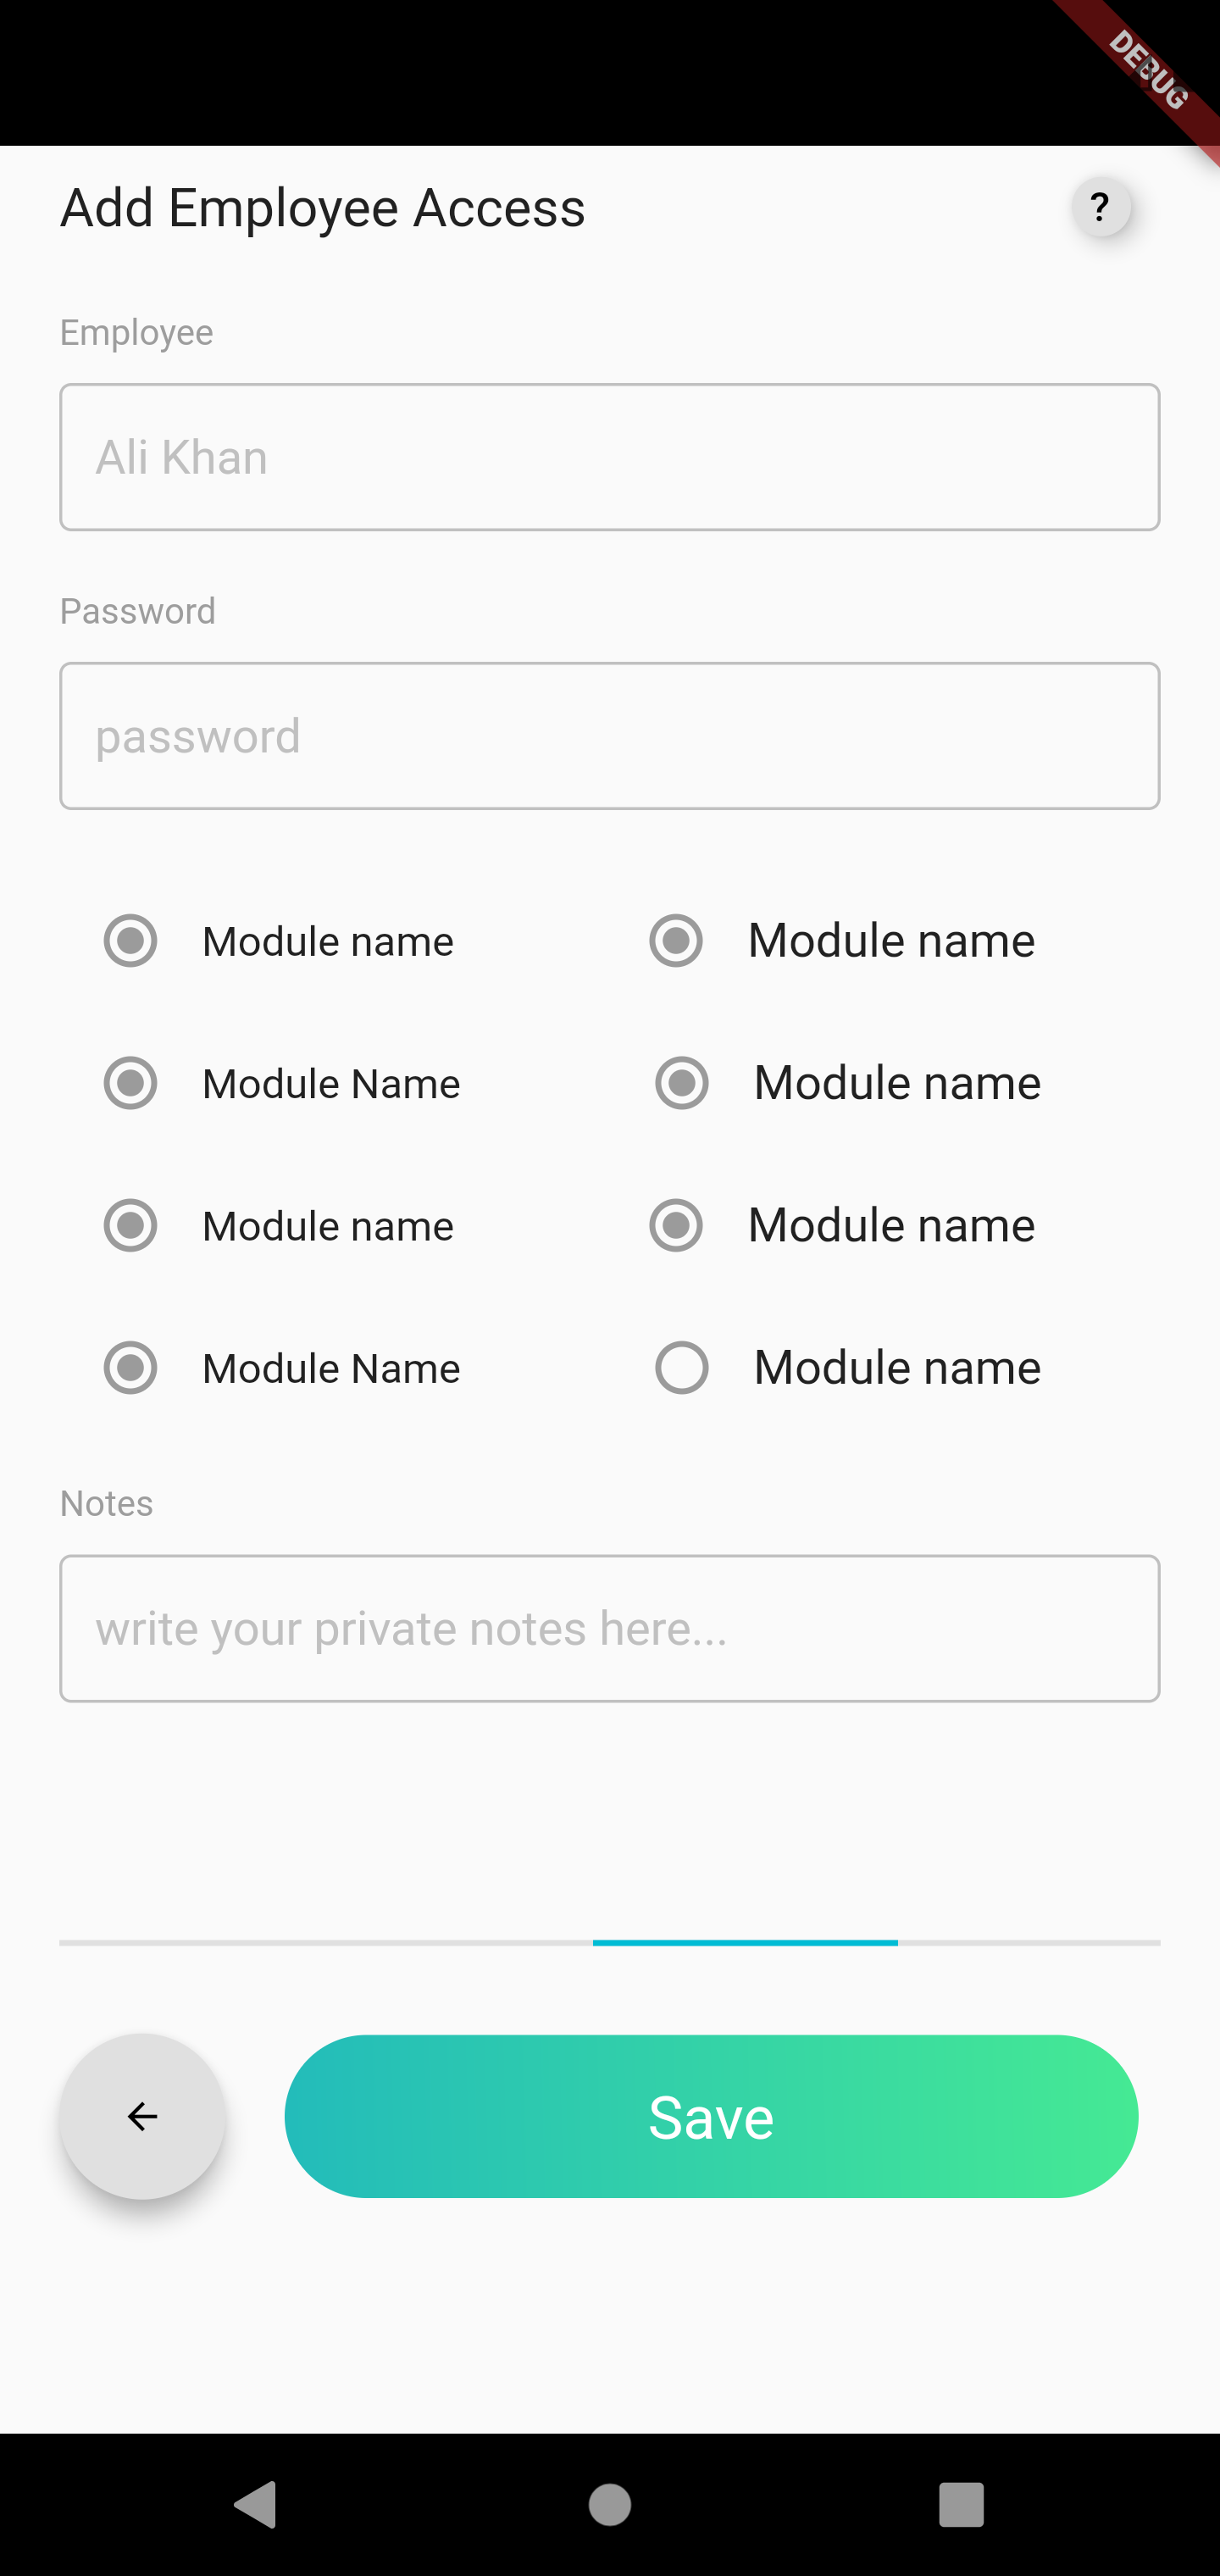 DEBUG
Add Employee Access ?
Employee
Ali Khan
Password
password
Module name Module name
Module Name Module name
Module name Module name
Module Name Module name
Notes
write your private notes here...
Save